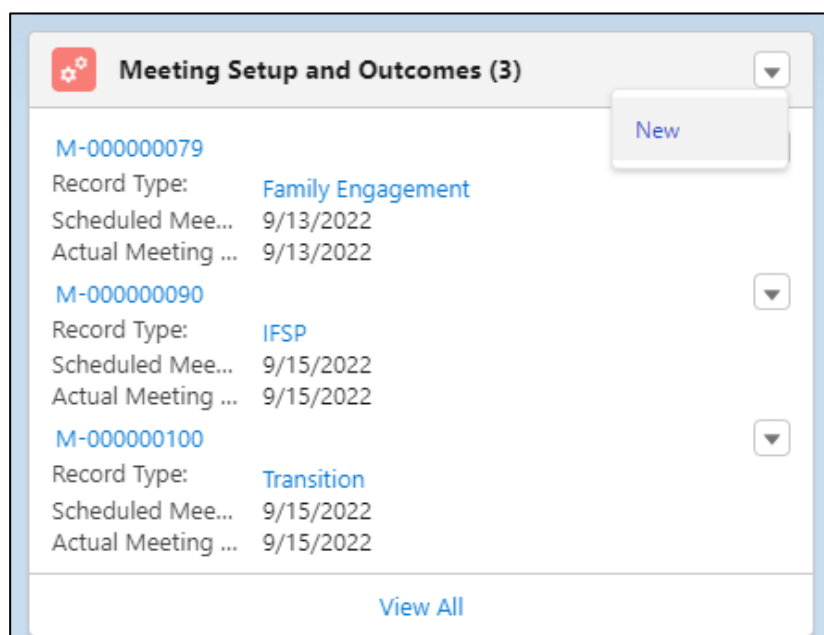 Meeting Setup and Outcomes (3)
New
M-000000079
Record Type: Family Engagement
Scheduled Mee... 9/13/2022
Actual Meeting ... 9/13/2022
M-000000090
Record Type: IFSP
Scheduled Mee... 9/15/2022
Actual Meeting ... 9/15/2022
M-000000100
Record Type: Transition
Scheduled Mee... 9/15/2022
Actual Meeting ... 9/15/2022
View All